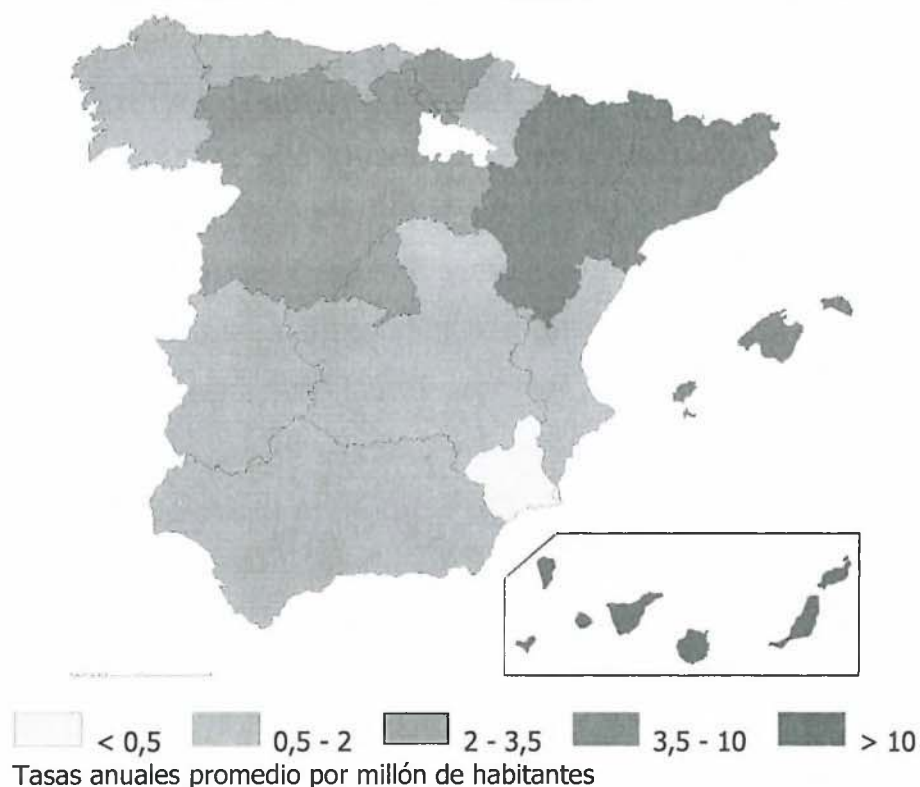 < 0,5 0,5 - 2 2 - 3,5 3,5 - 10 > 10
Tasas anuales promedio por millón de habitantes